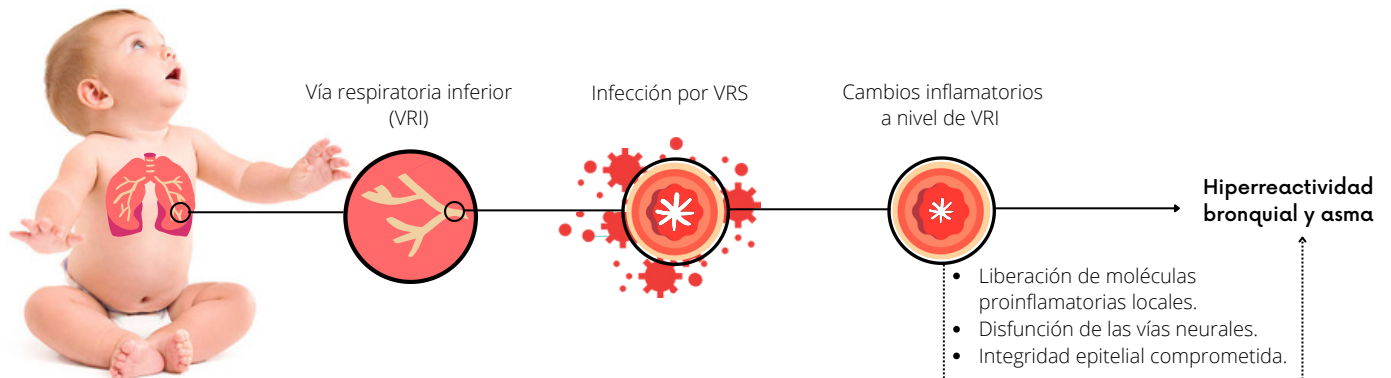 Vía respiratoria inferior
(VRI)
Infección por VRS
Cambios inflamatorios
a nivel de VRI
Hiperreactividad
bronquial y asma
• Liberación de moléculas
proinflamatorias locales.
• Disfunción de las vías neurales.
• Integridad epitelial comprometida.